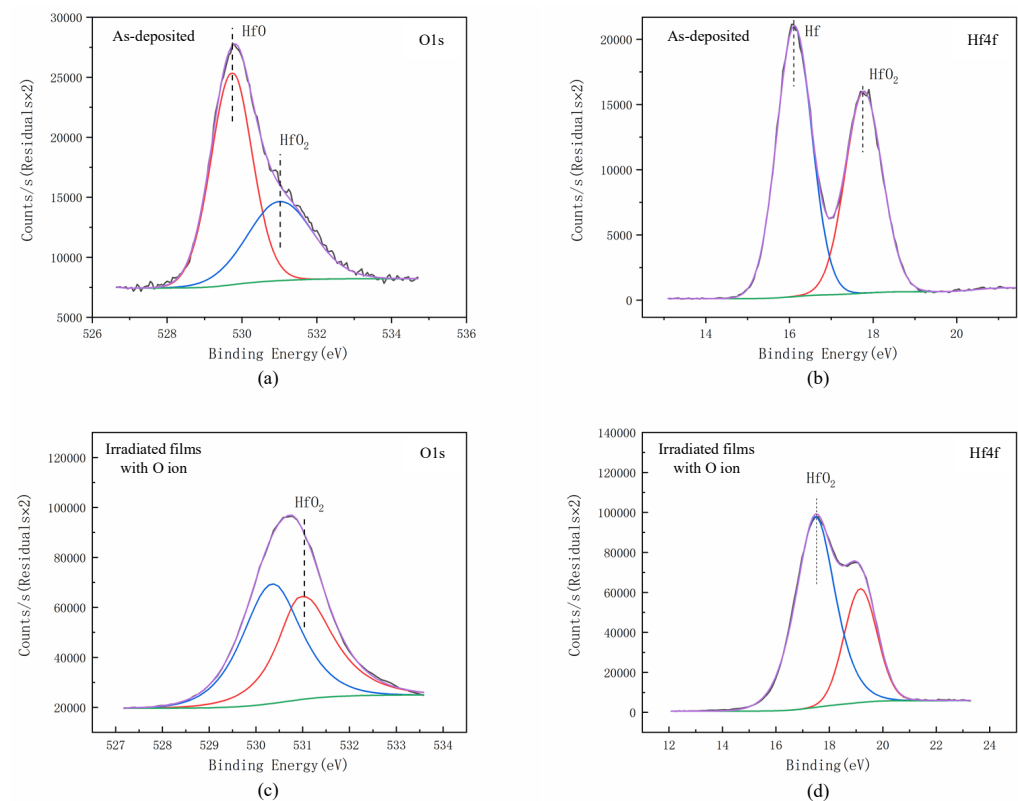 As-deposited
O1s
HfO
HfO₂
Counts/s(Residuals×2)
30000
25000
20000
15000
10000
5000
526
528
530
532
534
536
Binding Energy(eV)
(a)
As-deposited
Hf4f
Hf
HfO₂
Counts/s(Residuals×2)
20000
15000
10000
5000
0
14
16
18
20
Binding Energy(eV)
(b)
Irradiated films
with O ion
O1s
HfO₂
Counts/s(Residuals×2)
120000
100000
80000
60000
40000
20000
527
528
529
530
531
532
533
534
Binding Energy(eV)
(c)
Irradiated films
with O ion
Hf4f
HfO₂
Counts/s(Residuals×2)
140000
120000
100000
80000
60000
40000
20000
0
12
14
16
18
20
22
24
Binding(eV)
(d)